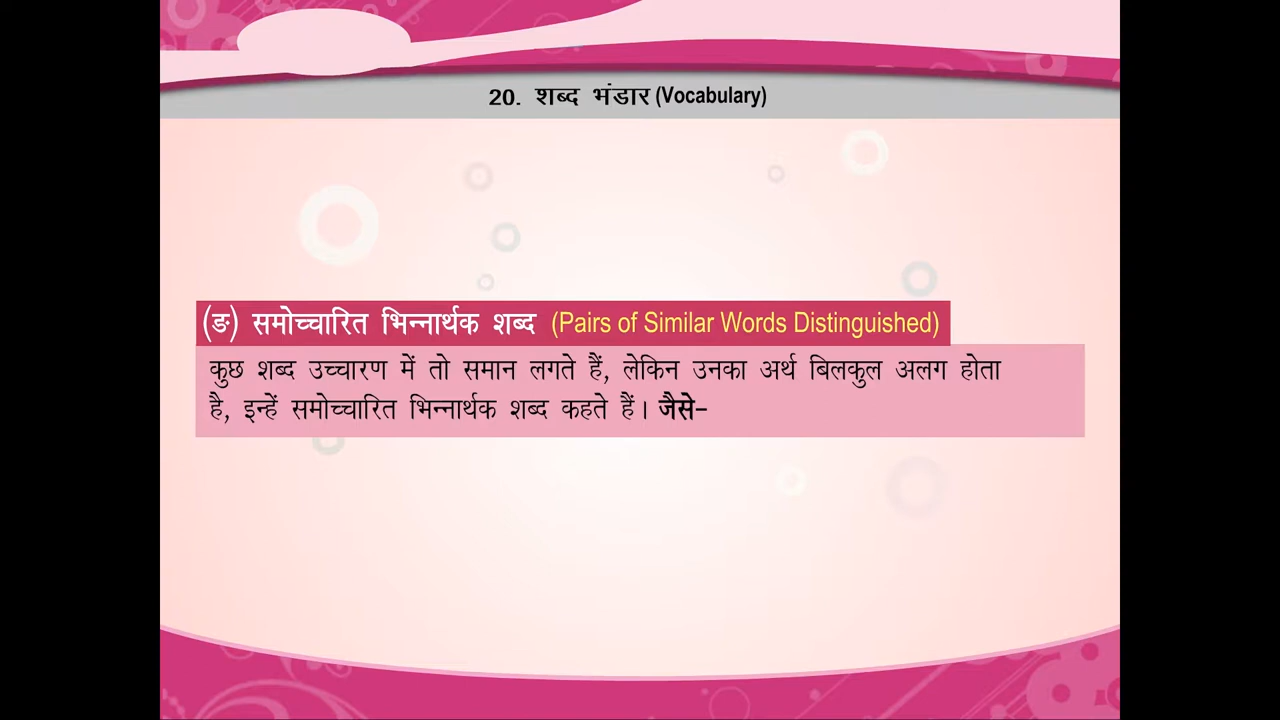 20. शब्द भंडार (Vocabulary)
(ङ) समोच्चारित भिन्नार्थक शब्द (Pairs of Similar Words Distinguished)
कुछ शब्द उच्चारण में तो समान लगते हैं, लेकिन उनका अर्थ बिलकुल अलग होता
है, इन्हें समोच्चारित भिन्नार्थक शब्द कहते हैं। जैसे–